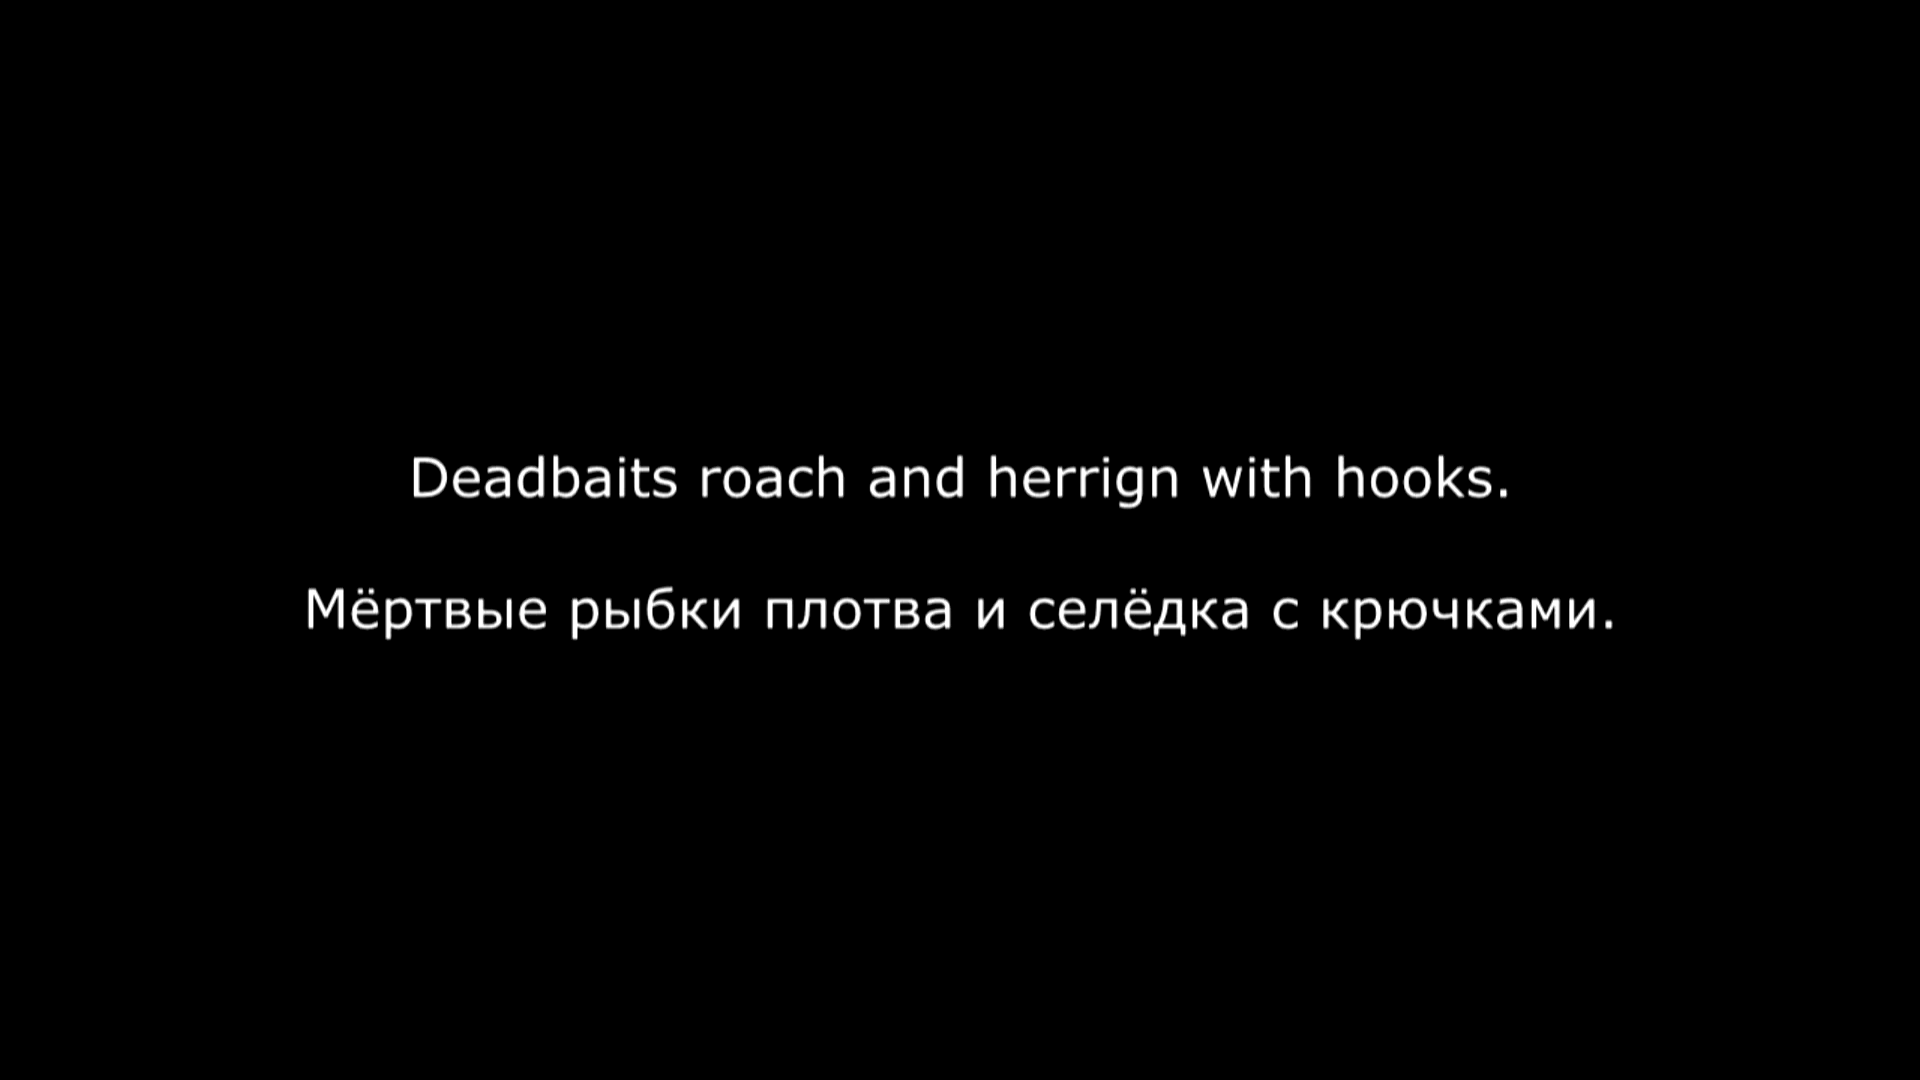 Deadbaits roach and herrign with hooks.
Мёртвые рыбки плотва и селёдка с крючками.